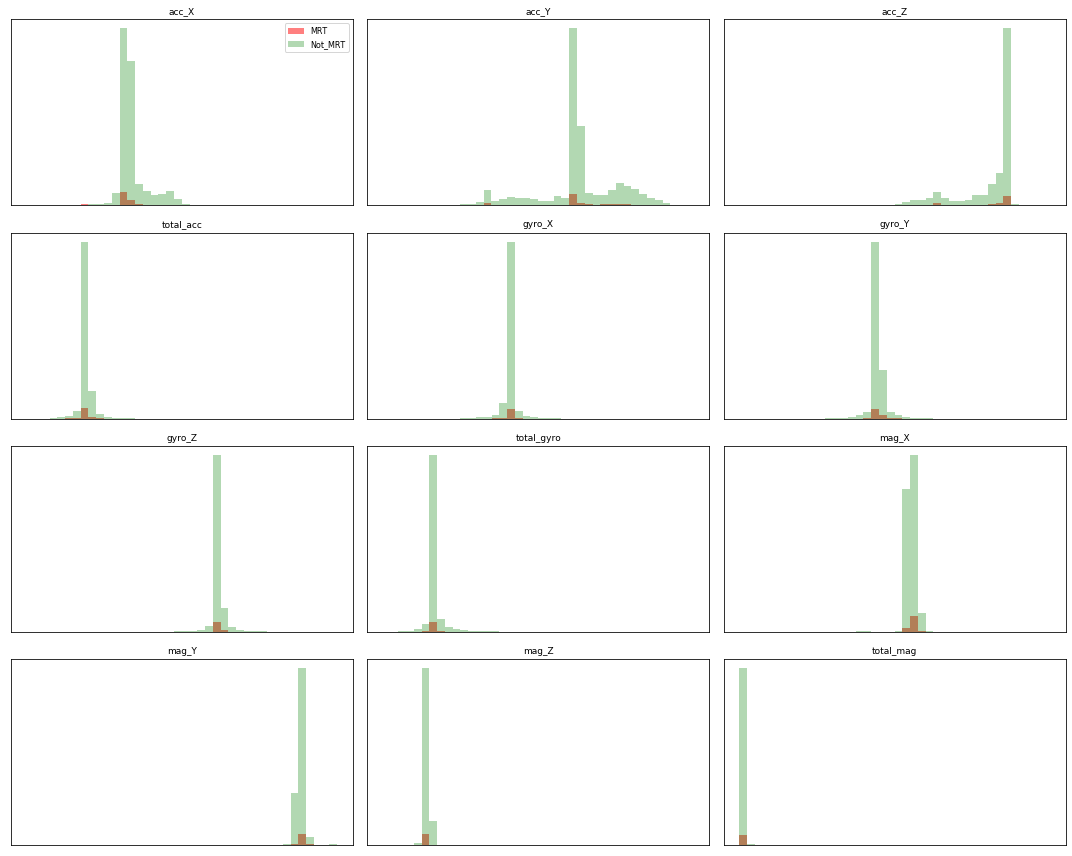 acc_X
acc_Y
acc_Z
MRT
Not_MRT
total_acc
gyro_X
gyro_Y
gyro_Z
total_gyro
mag_X
mag_Y
mag_Z
total_mag